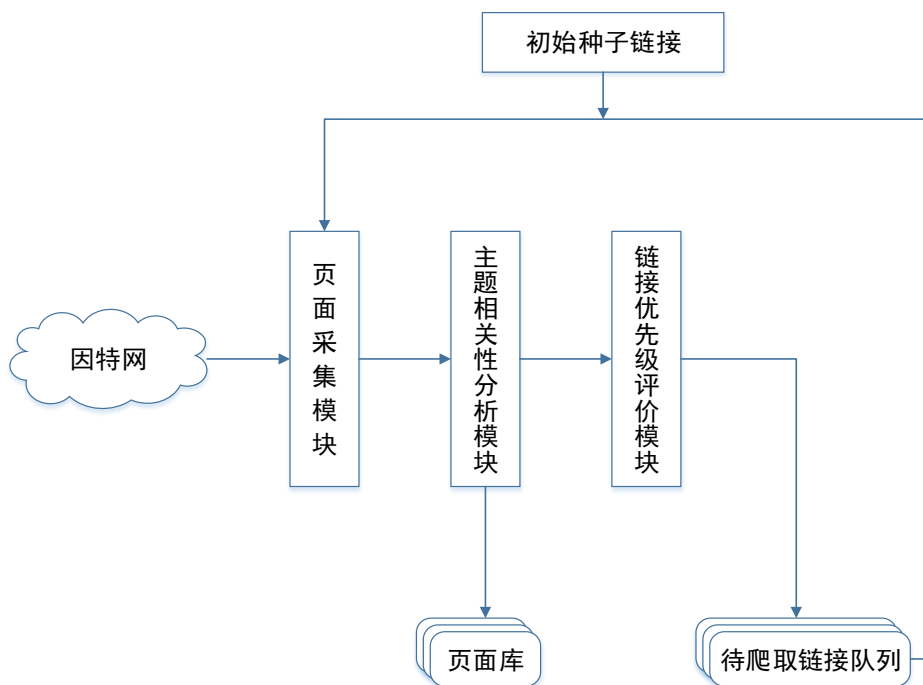 初始种子链接
因特网
页面采集模块
主题相关性分析模块
链接优先级评价模块
页面库
待爬取链接队列